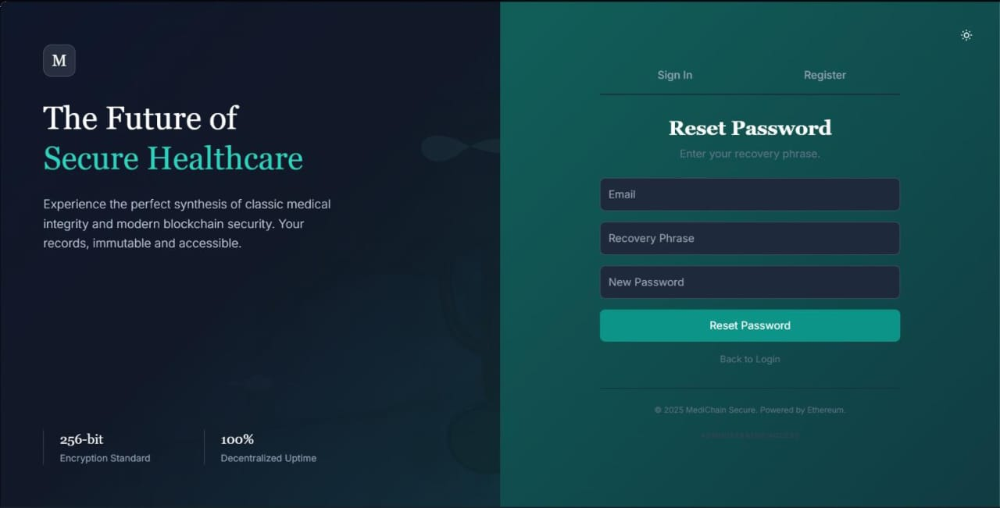 M
The Future of
Secure Healthcare
Experience the perfect synthesis of classic medical
integrity and modern blockchain security. Your
records, immutable and accessible.
256-bit
Encryption Standard
100%
Decentralized Uptime
Sign In
Register
Reset Password
Enter your recovery phrase.
Email
Recovery Phrase
New Password
Reset Password
Back to Login
© 2025 MediChain Secure. Powered by Ethereum.